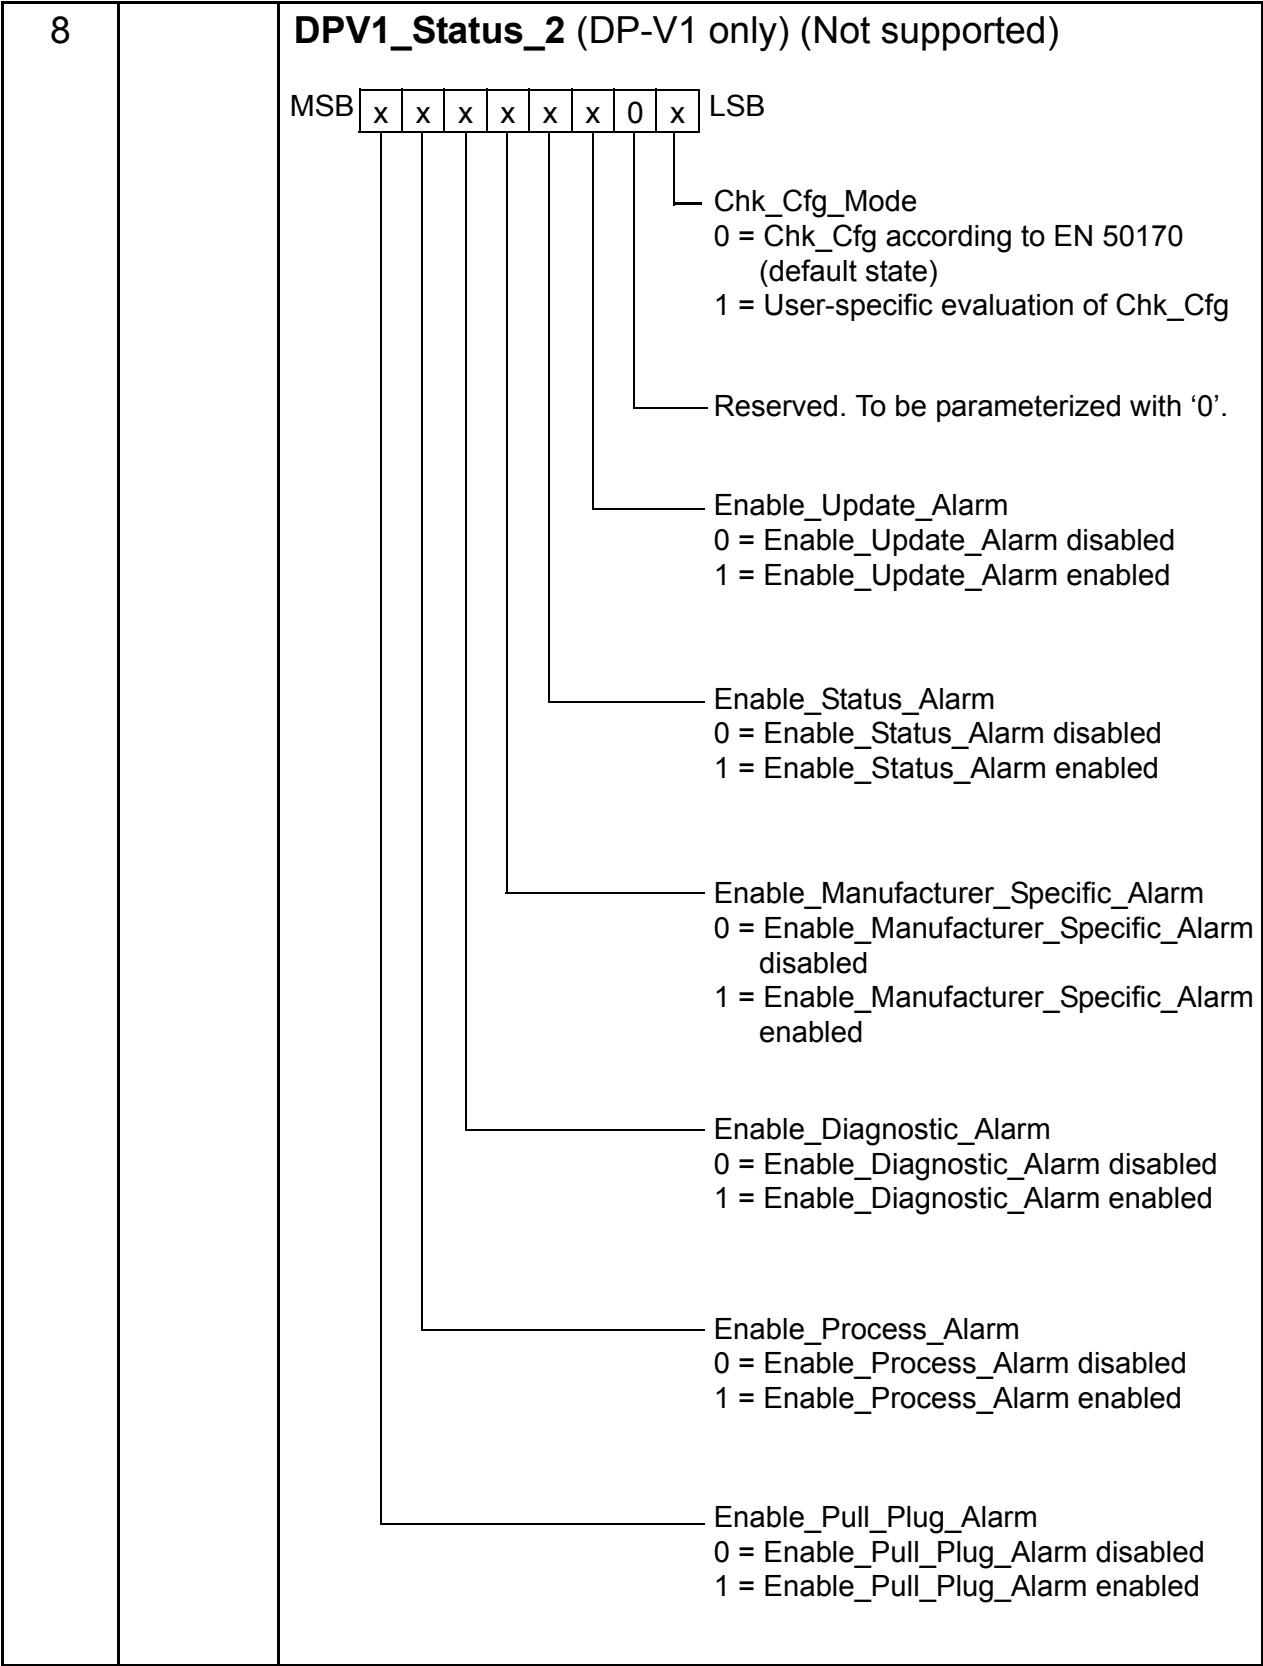 8
DPV1_Status_2 (DP-V1 only) (Not supported)
MSB x x x x x x 0 x LSB
Chk_Cfg_Mode
0 = Chk_Cfg according to EN 50170
(default state)
1 = User-specific evaluation of Chk_Cfg
Reserved. To be parameterized with ‘0’.
Enable_Update_Alarm
0 = Enable_Update_Alarm disabled
1 = Enable_Update_Alarm enabled
Enable_Status_Alarm
0 = Enable_Status_Alarm disabled
1 = Enable_Status_Alarm enabled
Enable_Manufacturer_Specific_Alarm
0 = Enable_Manufacturer_Specific_Alarm
disabled
1 = Enable_Manufacturer_Specific_Alarm
enabled
Enable_Diagnostic_Alarm
0 = Enable_Diagnostic_Alarm disabled
1 = Enable_Diagnostic_Alarm enabled
Enable_Process_Alarm
0 = Enable_Process_Alarm disabled
1 = Enable_Process_Alarm enabled
Enable_Pull_Plug_Alarm
0 = Enable_Pull_Plug_Alarm disabled
1 = Enable_Pull_Plug_Alarm enabled